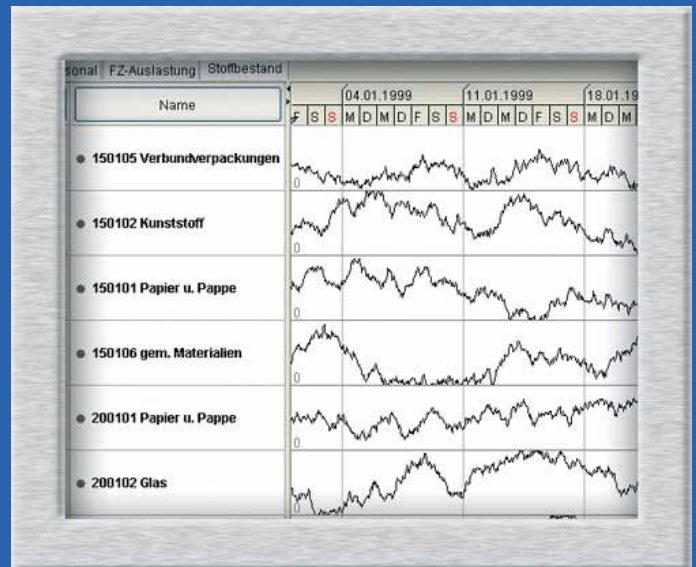 sonal FZ-Auslastung Stoffbestand
Name
04.01.1999 11.01.1999 18.01.19
F S S M D M D F S S M D M D F S S M D M
150105 Verbundverpackungen
0
150102 Kunststoff
0
150101 Papier u. Pappe
0
150106 gem. Materialien
0
200101 Papier u. Pappe
0
200102 Glas
0